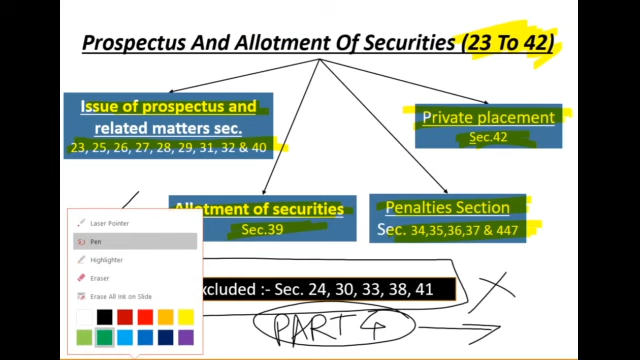 Prospectus And Allotment Of Securities (23 To 42)
Issue of prospectus and
related matters sec.
23, 25, 26, 27, 28, 29, 31, 32 & 40
Private placement
Sec.42
Allotment of securities
Sec.39
Penalties Section
Sec. 34,35,36,37 & 447
Laser Pointer
Pen
Highlighter
Eraser
Erase All Ink on Slide
xcluded :- Sec. 24, 30, 33, 38, 41
PART 4